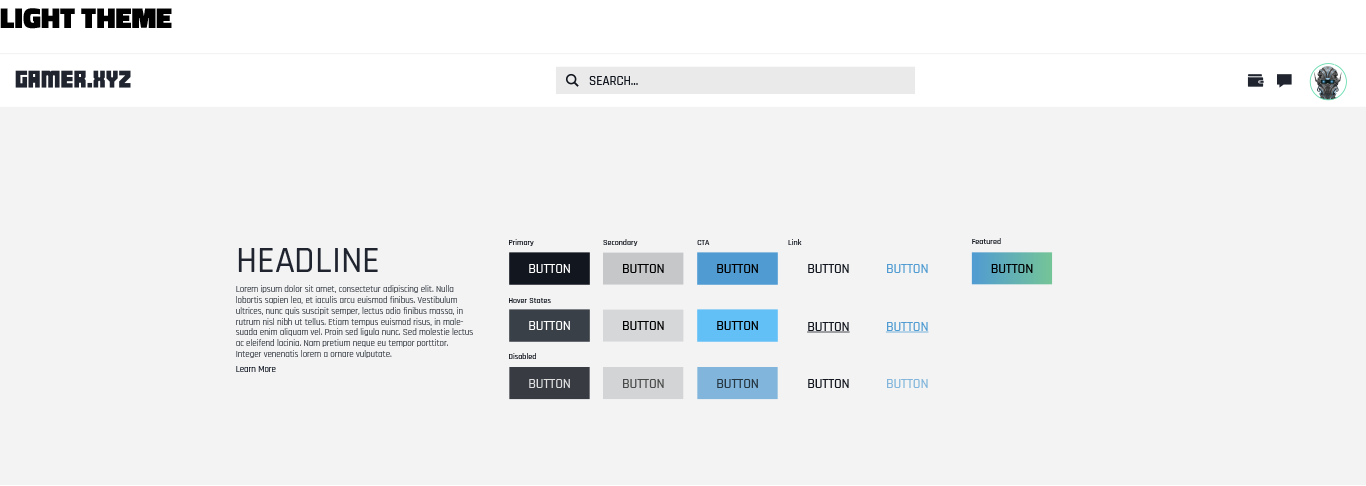 LIGHT THEME
GAMER.XYZ
SEARCH...
HEADLINE
Lorem ipsum dolor sit amet, consectetur adipiscing elit. Nulla
lobortis sapien leo, et iaculis arcu euismod finibus. Vestibulum
ultrices, nunc quis suscipit semper, lectus odio finibus massa, in
rutrum nisl nibh ut tellus. Etiam tempus euismod risus, in male-
suada enim aliquam vel. Proin sed ligula nunc. Sed molestie lectus
ac eleifend lacinia. Nam pretium neque eu tempor porttitor.
Integer venenatis lorem a ornare vulputate.
Learn More
Primary Secondary CTA Link Featured
BUTTON BUTTON BUTTON BUTTON BUTTON BUTTON
Hover States
BUTTON BUTTON BUTTON BUTTON BUTTON
Disabled
BUTTON BUTTON BUTTON BUTTON BUTTON